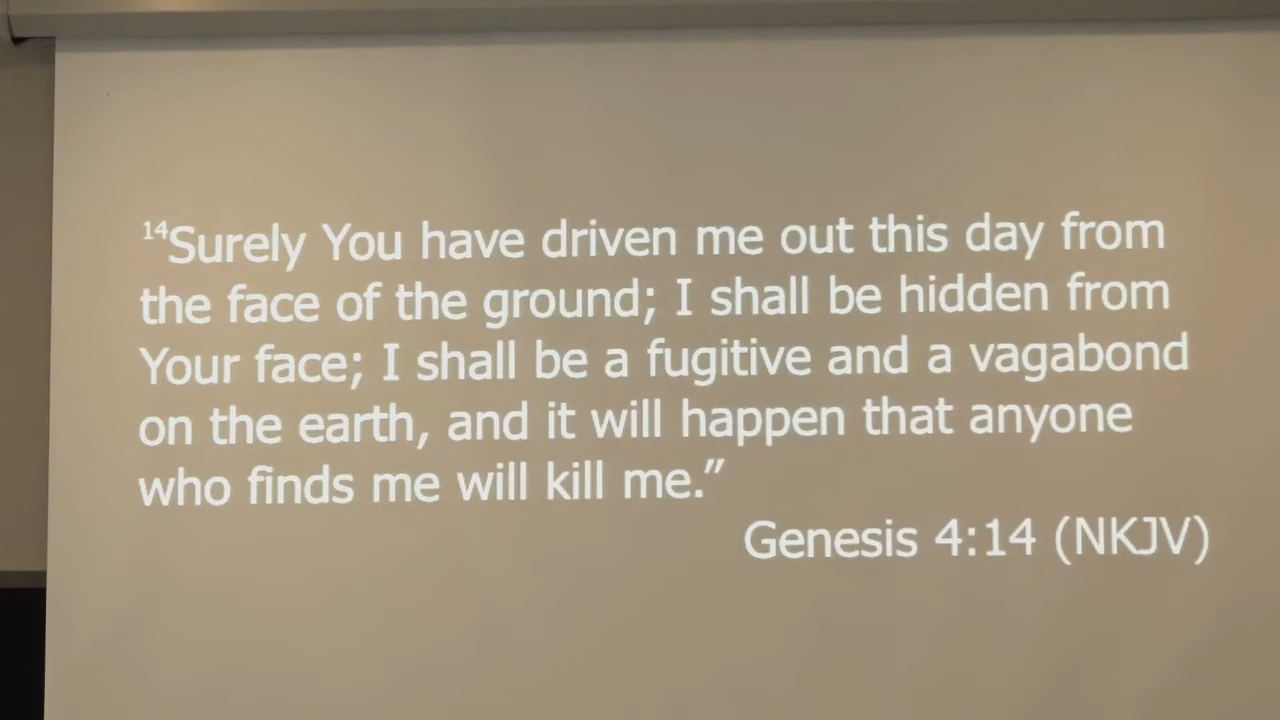 14Surely You have driven me out this day from
the face of the ground; I shall be hidden from
Your face; I shall be a fugitive and a vagabond
on the earth, and it will happen that anyone
who finds me will kill me.”
Genesis 4:14 (NKJV)